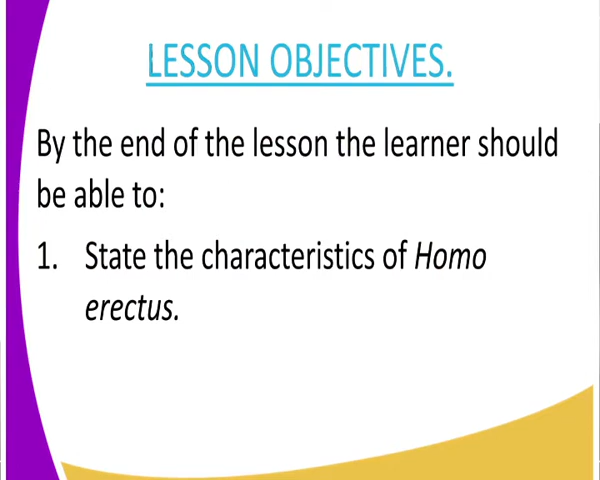 LESSON OBJECTIVES.
By the end of the lesson the learner should
be able to:
1. State the characteristics of Homo
erectus.